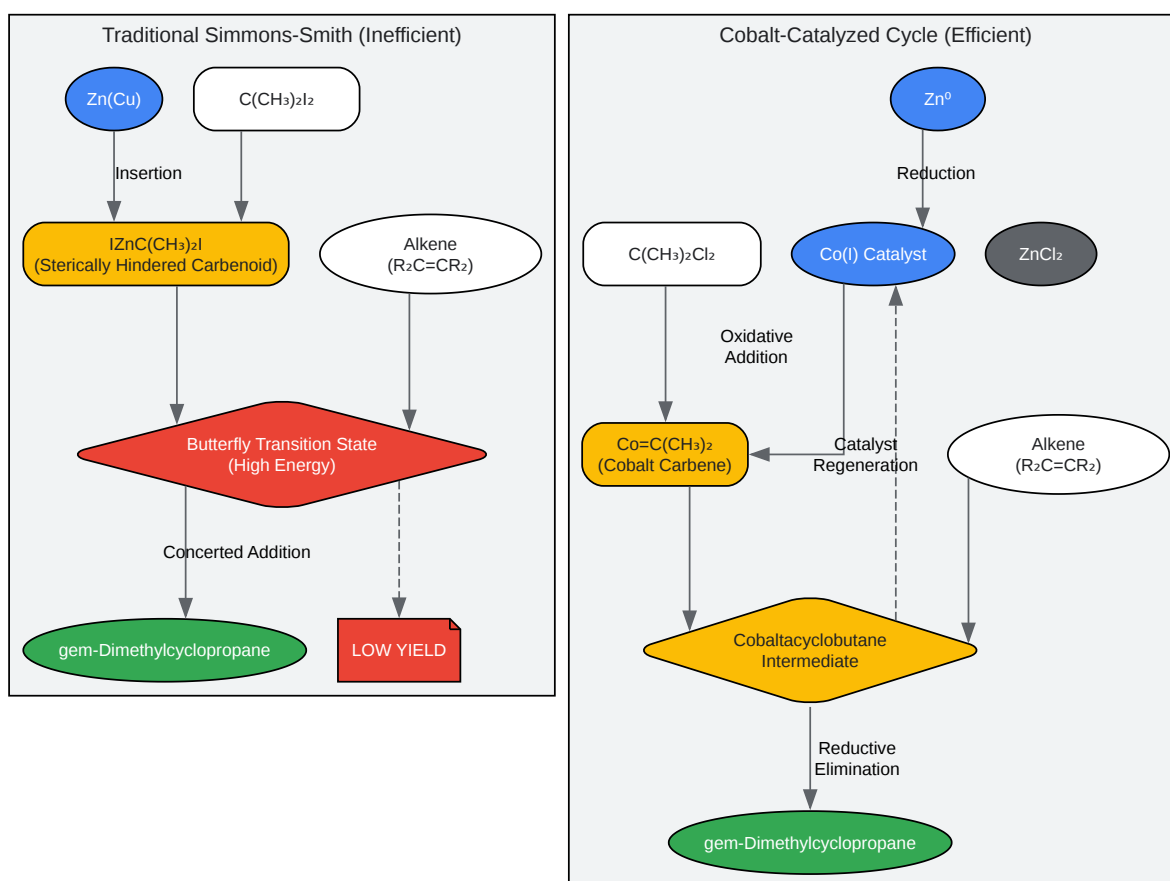 Traditional Simmons-Smith (Inefficient)
Zn(Cu)
C(CH₃)₂I₂
Insertion
IZnC(CH₃)₂I
(Sterically Hindered Carbenoid)
Alkene
(R₂C=CR₂)
Butterfly Transition State
(High Energy)
Concerted Addition
gem-Dimethylcyclopropane
LOW YIELD
Cobalt-Catalyzed Cycle (Efficient)
Zn⁰
Reduction
C(CH₃)₂Cl₂
Co(I) Catalyst
ZnCl₂
Oxidative
Addition
Co=C(CH₃)₂
(Cobalt Carbene)
Catalyst
Regeneration
Alkene
(R₂C=CR₂)
Cobaltacyclobutane
Intermediate
Reductive
Elimination
gem-Dimethylcyclopropane